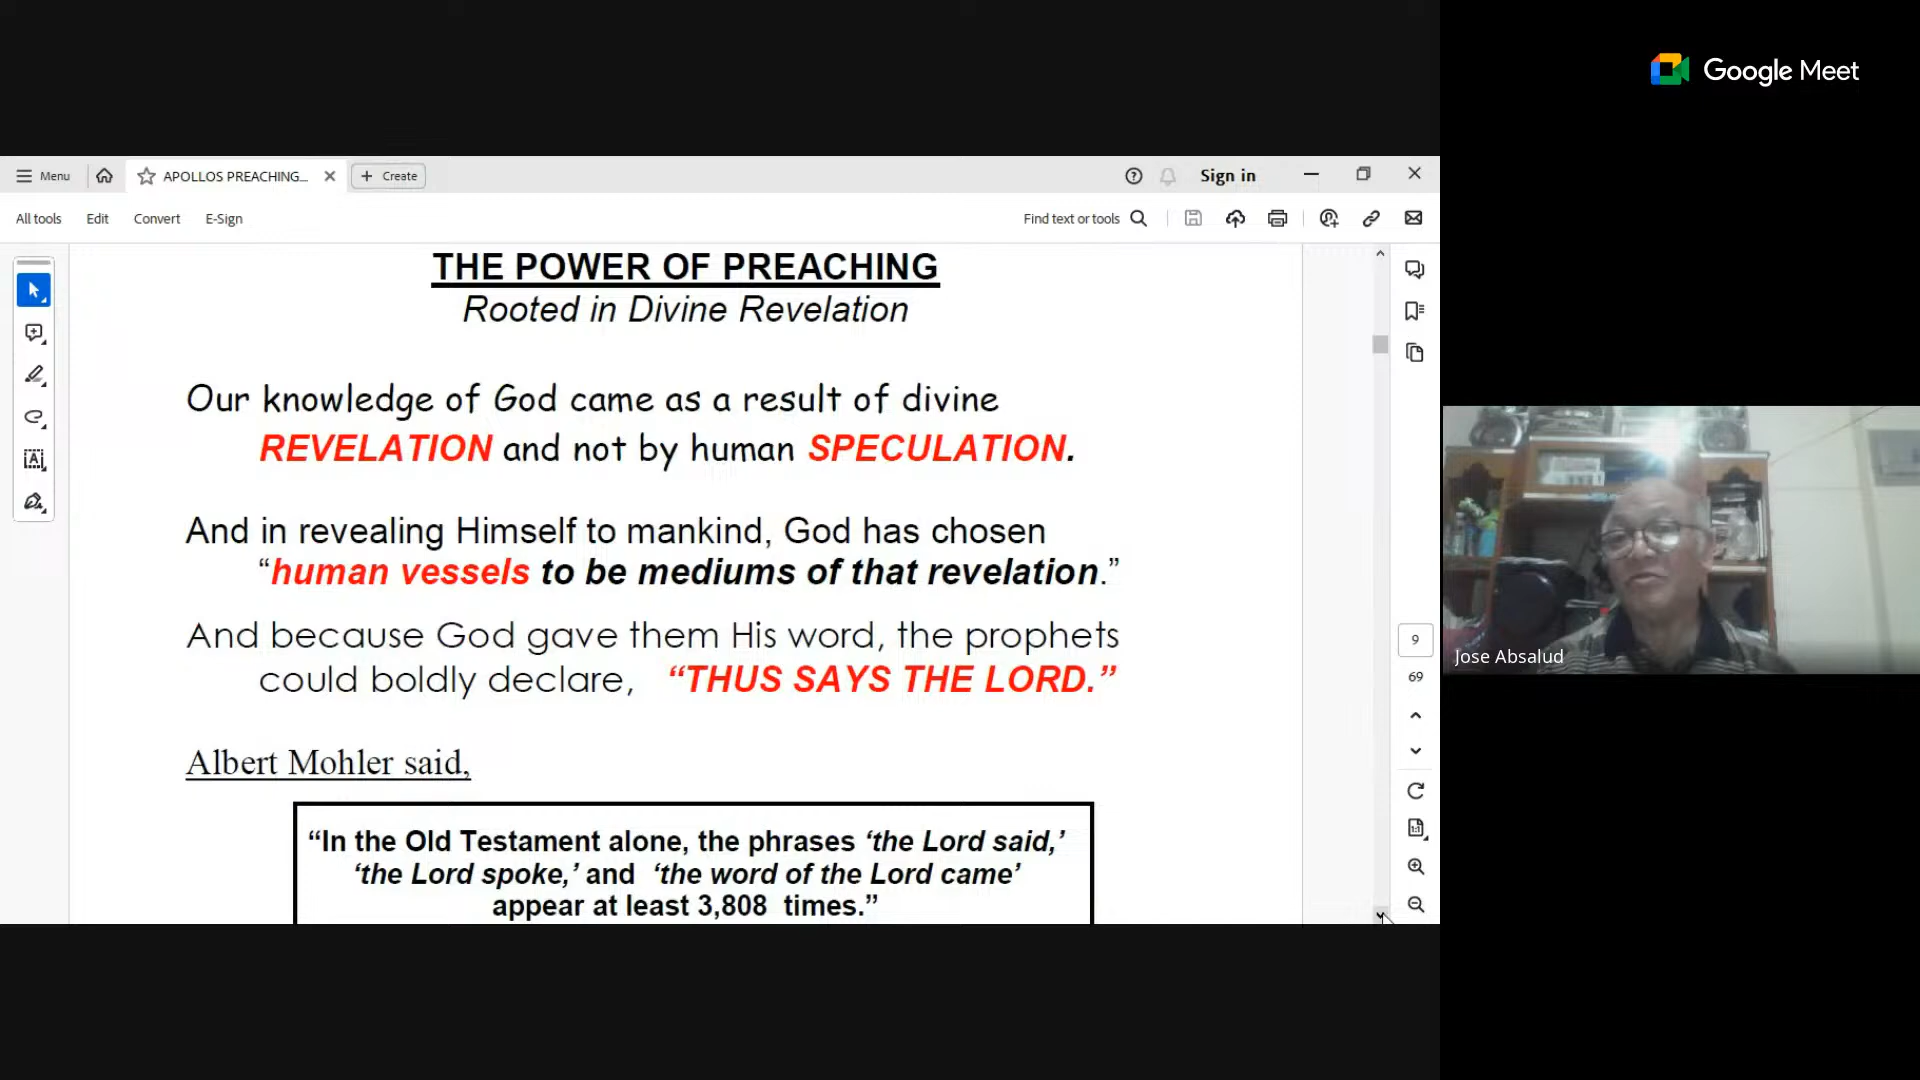 Google Meet
Menu
APOLLOS PREACHING...
Create
Sign in
All tools
Edit
Convert
E-Sign
Find text or tools
THE POWER OF PREACHING
Rooted in Divine Revelation
Our knowledge of God came as a result of divine
REVELATION and not by human SPECULATION.
And in revealing Himself to mankind, God has chosen
“human vessels to be mediums of that revelation.”
And because God gave them His word, the prophets
could boldly declare, “THUS SAYS THE LORD.”
Albert Mohler said,
“In the Old Testament alone, the phrases ‘the Lord said,’
‘the Lord spoke,’ and ‘the word of the Lord came’
appear at least 3,808 times.”
9
69
Jose Absalud